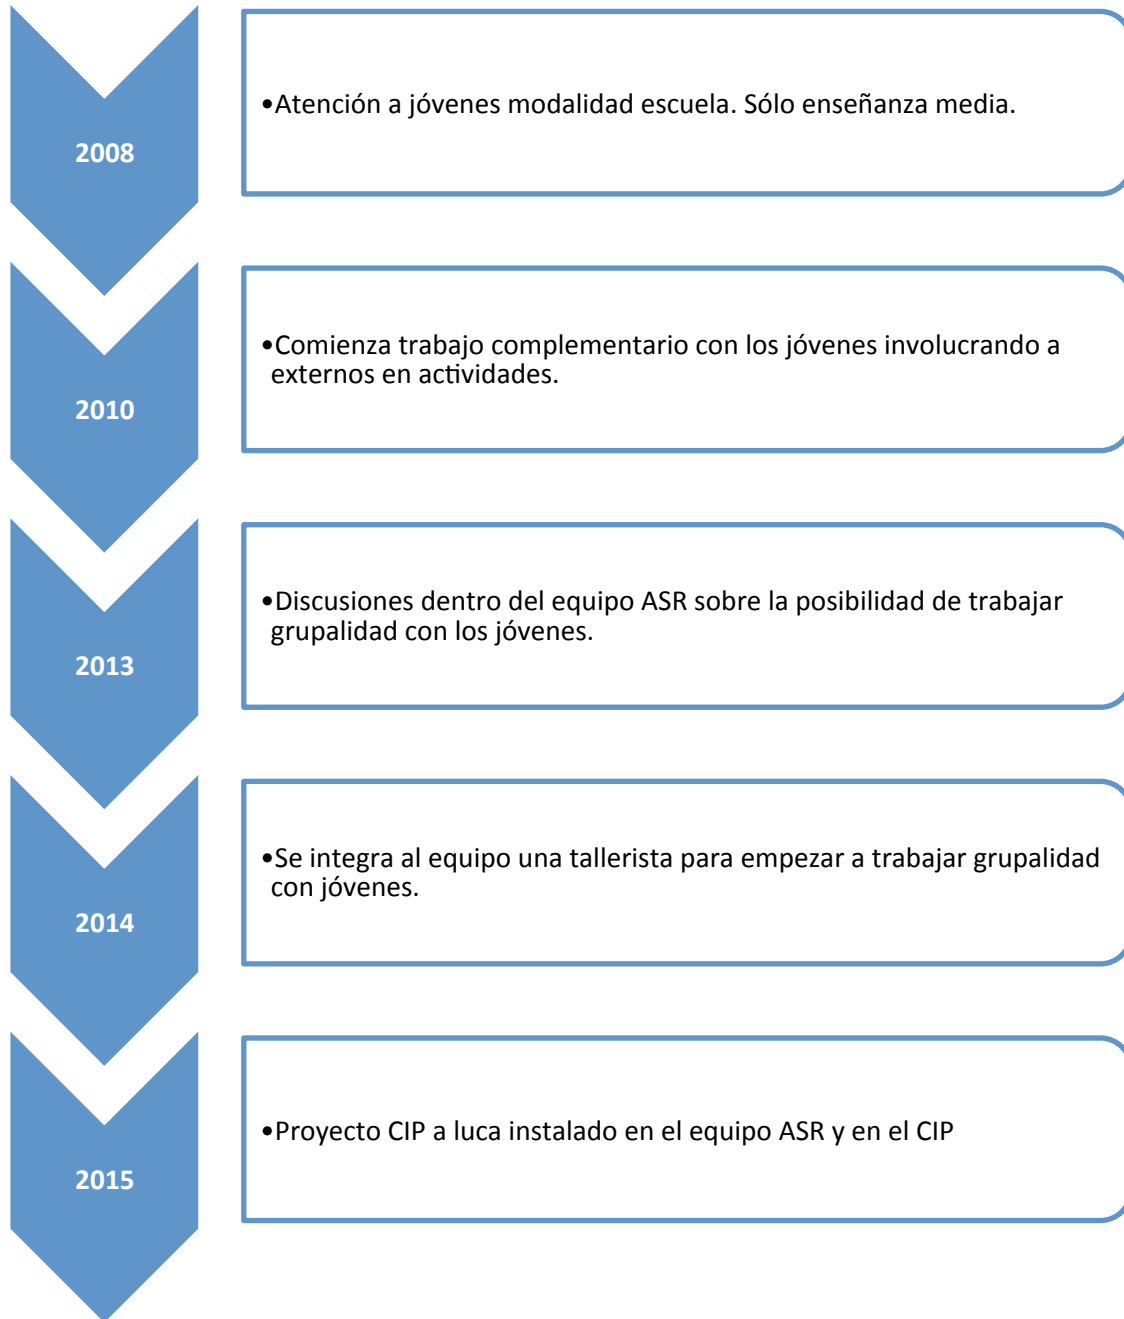 2008
•Atención a jóvenes modalidad escuela. Sólo enseñanza media.
2010
•Comienza trabajo complementario con los jóvenes involucrando a
externos en actividades.
2013
•Discusiones dentro del equipo ASR sobre la posibilidad de trabajar
grupalidad con los jóvenes.
2014
•Se integra al equipo una tallerista para empezar a trabajar grupalidad
con jóvenes.
2015
•Proyecto CIP a luca instalado en el equipo ASR y en el CIP